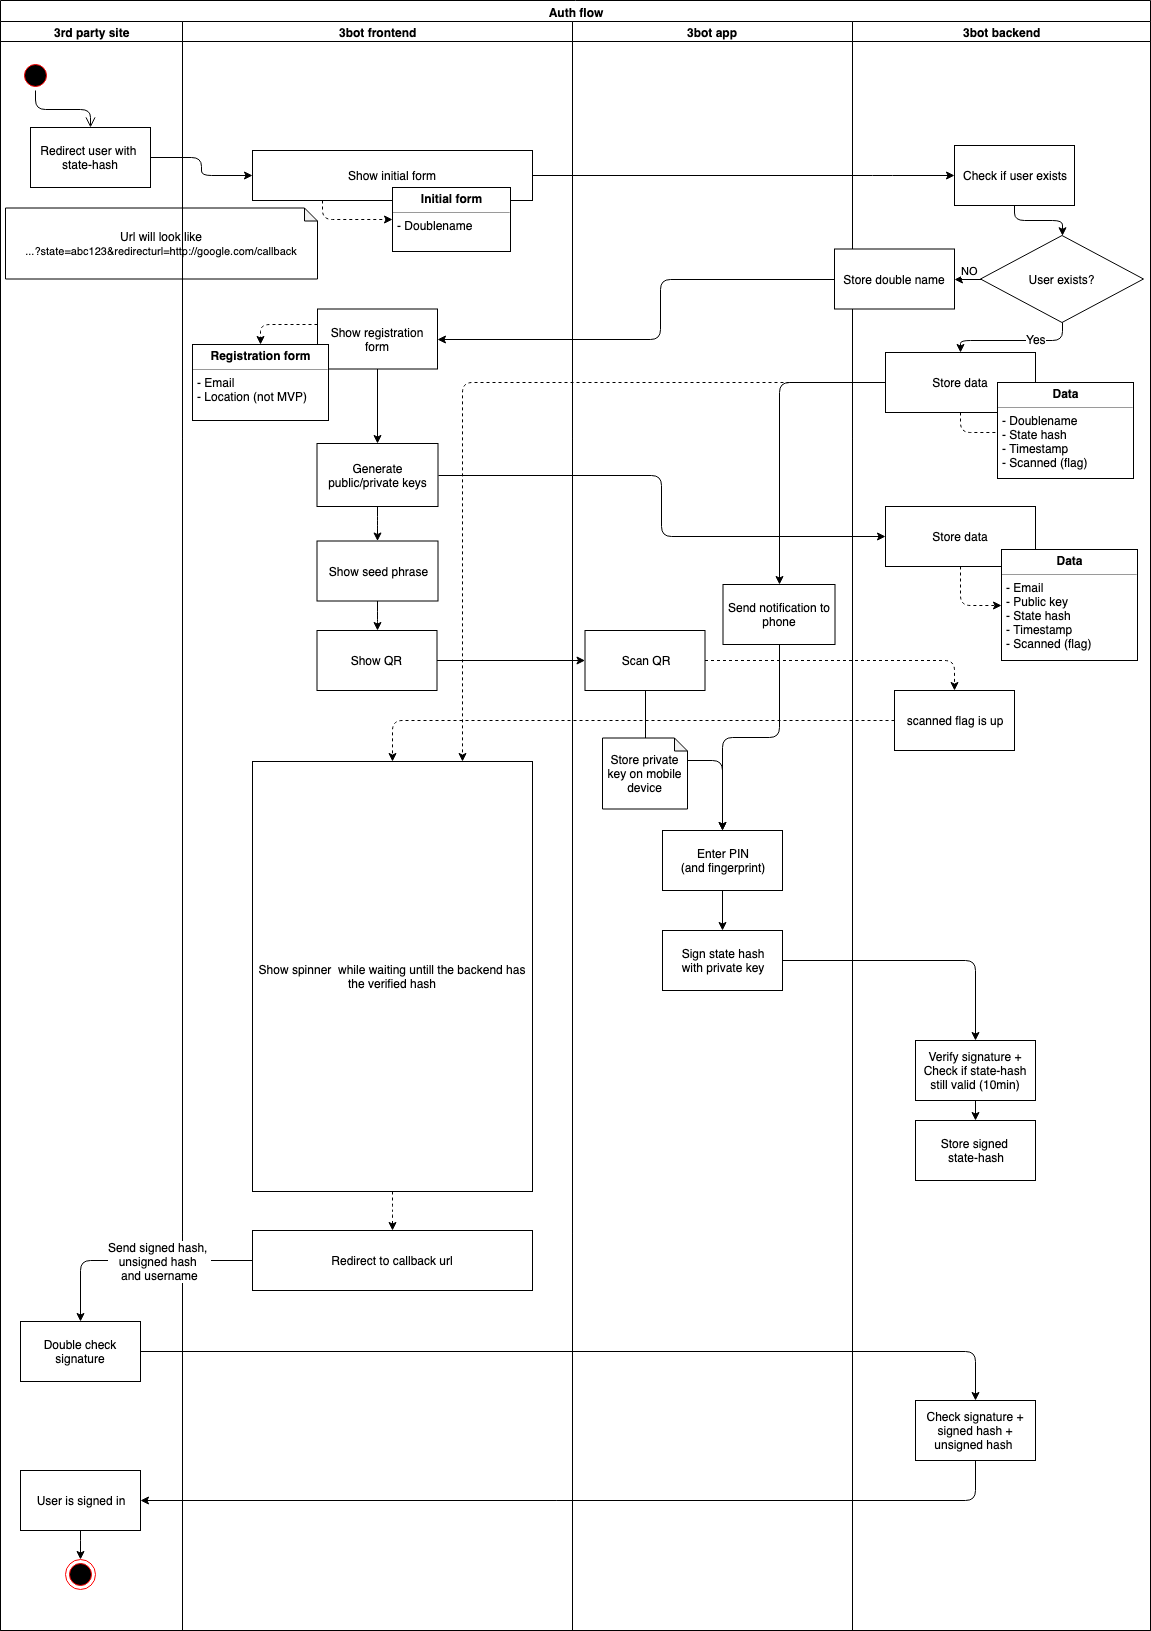 Auth flow
3rd party site
3bot frontend
3bot app
3bot backend
Redirect user with
state-hash
Show initial form
Check if user exists
Initial form
- Doublename
Url will look like
...?state=abc123&redirecturl=http://google.com/callback
Store double name
NO
User exists?
Show registration
form
Yes
Registration form
- Email
- Location (not MVP)
Store data
Data
- Doublename
- State hash
- Timestamp
- Scanned (flag)
Generate
public/private keys
Store data
Data
- Email
- Public key
- State hash
- Timestamp
- Scanned (flag)
Show seed phrase
Send notification to
phone
Show QR
Scan QR
scanned flag is up
Store private
key on mobile
device
Enter PIN
(and fingerprint)
Sign state hash
with private key
Show spinner  while waiting untill the backend has
the verified hash
Verify signature +
Check if state-hash
still valid (10min)
Store signed
state-hash
Send signed hash,
unsigned hash
and username
Redirect to callback url
Double check
signature
Check signature +
signed hash +
unsigned hash
User is signed in